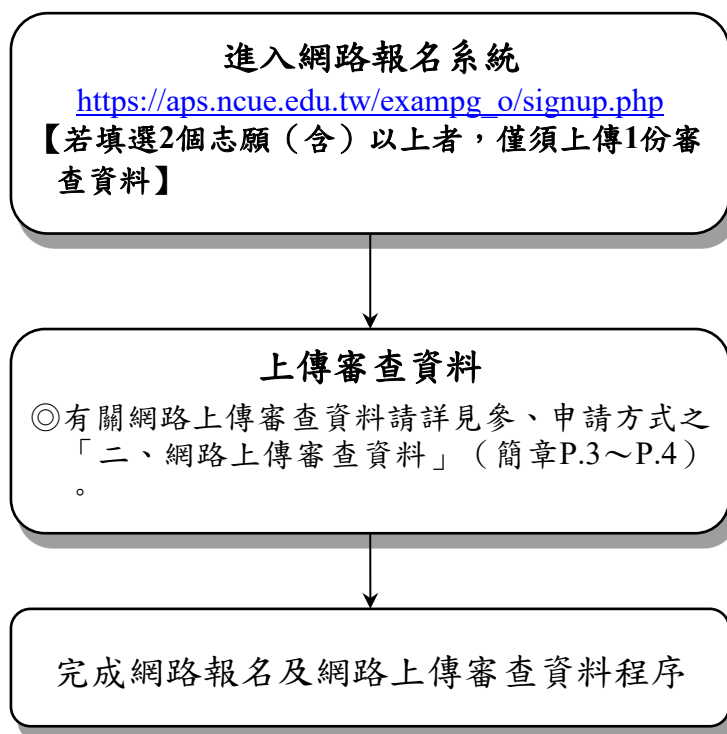 進入網路報名系統
https://aps.ncue.edu.tw/exampg_o/signup.php
【若填選2個志願（含）以上者，僅須上傳1份審
查資料】
上傳審查資料
◎有關網路上傳審查資料請詳見參、申請方式之
「二、網路上傳審查資料」（簡章P.3～P.4）
。
完成網路報名及網路上傳審查資料程序